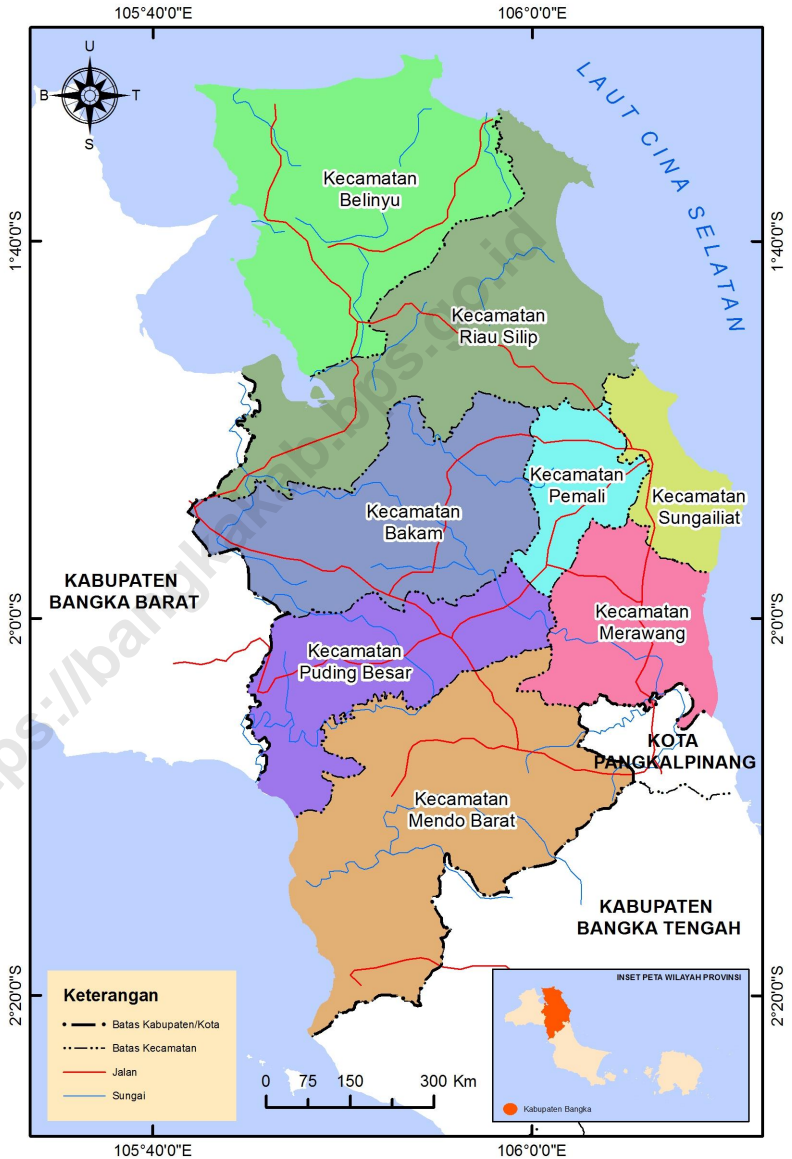 105°40'0"E
106°0'0"E
U
B
T
S
LAUT CINA SELATAN
Kecamatan
Belinyu
1°40'0"S
1°40'0"S
Kecamatan
Riau Silip
Kecamatan
Pemali
Kecamatan
Sungailiat
Kecamatan
Bakam
KABUPATEN
BANGKA BARAT
2°0'0"S
2°0'0"S
Kecamatan
Merawang
Kecamatan
Puding Besar
KOTA
PANGKALPINANG
Kecamatan
Mendo Barat
KABUPATEN
BANGKA TENGAH
2°20'0"S
2°20'0"S
Keterangan
Batas Kabupaten/Kota
Batas Kecamatan
Jalan
Sungai
0 75 150 300 Km
INSET PETA WILAYAH PROVINSI
Kabupaten Bangka
105°40'0"E
106°0'0"E
ps://bangkakab.bps.go.id